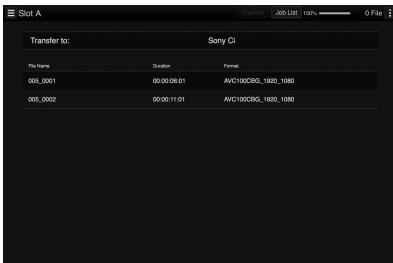 Slot A Transfer Job List 100% 0 File
Transfer to: Sony Ci
File Name Duration Format
005_0001 00:00:06:01 AVC100CBG_1920_1080
005_0002 00:00:11:01 AVC100CBG_1920_1080